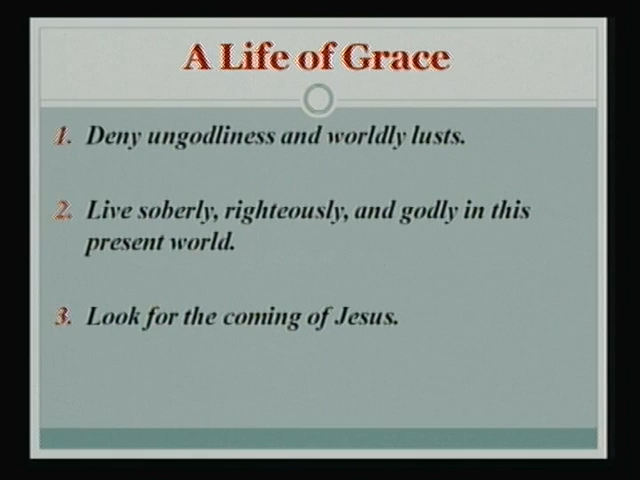 A Life of Grace
1. Deny ungodliness and worldly lusts.
2. Live soberly, righteously, and godly in this
present world.
3. Look for the coming of Jesus.